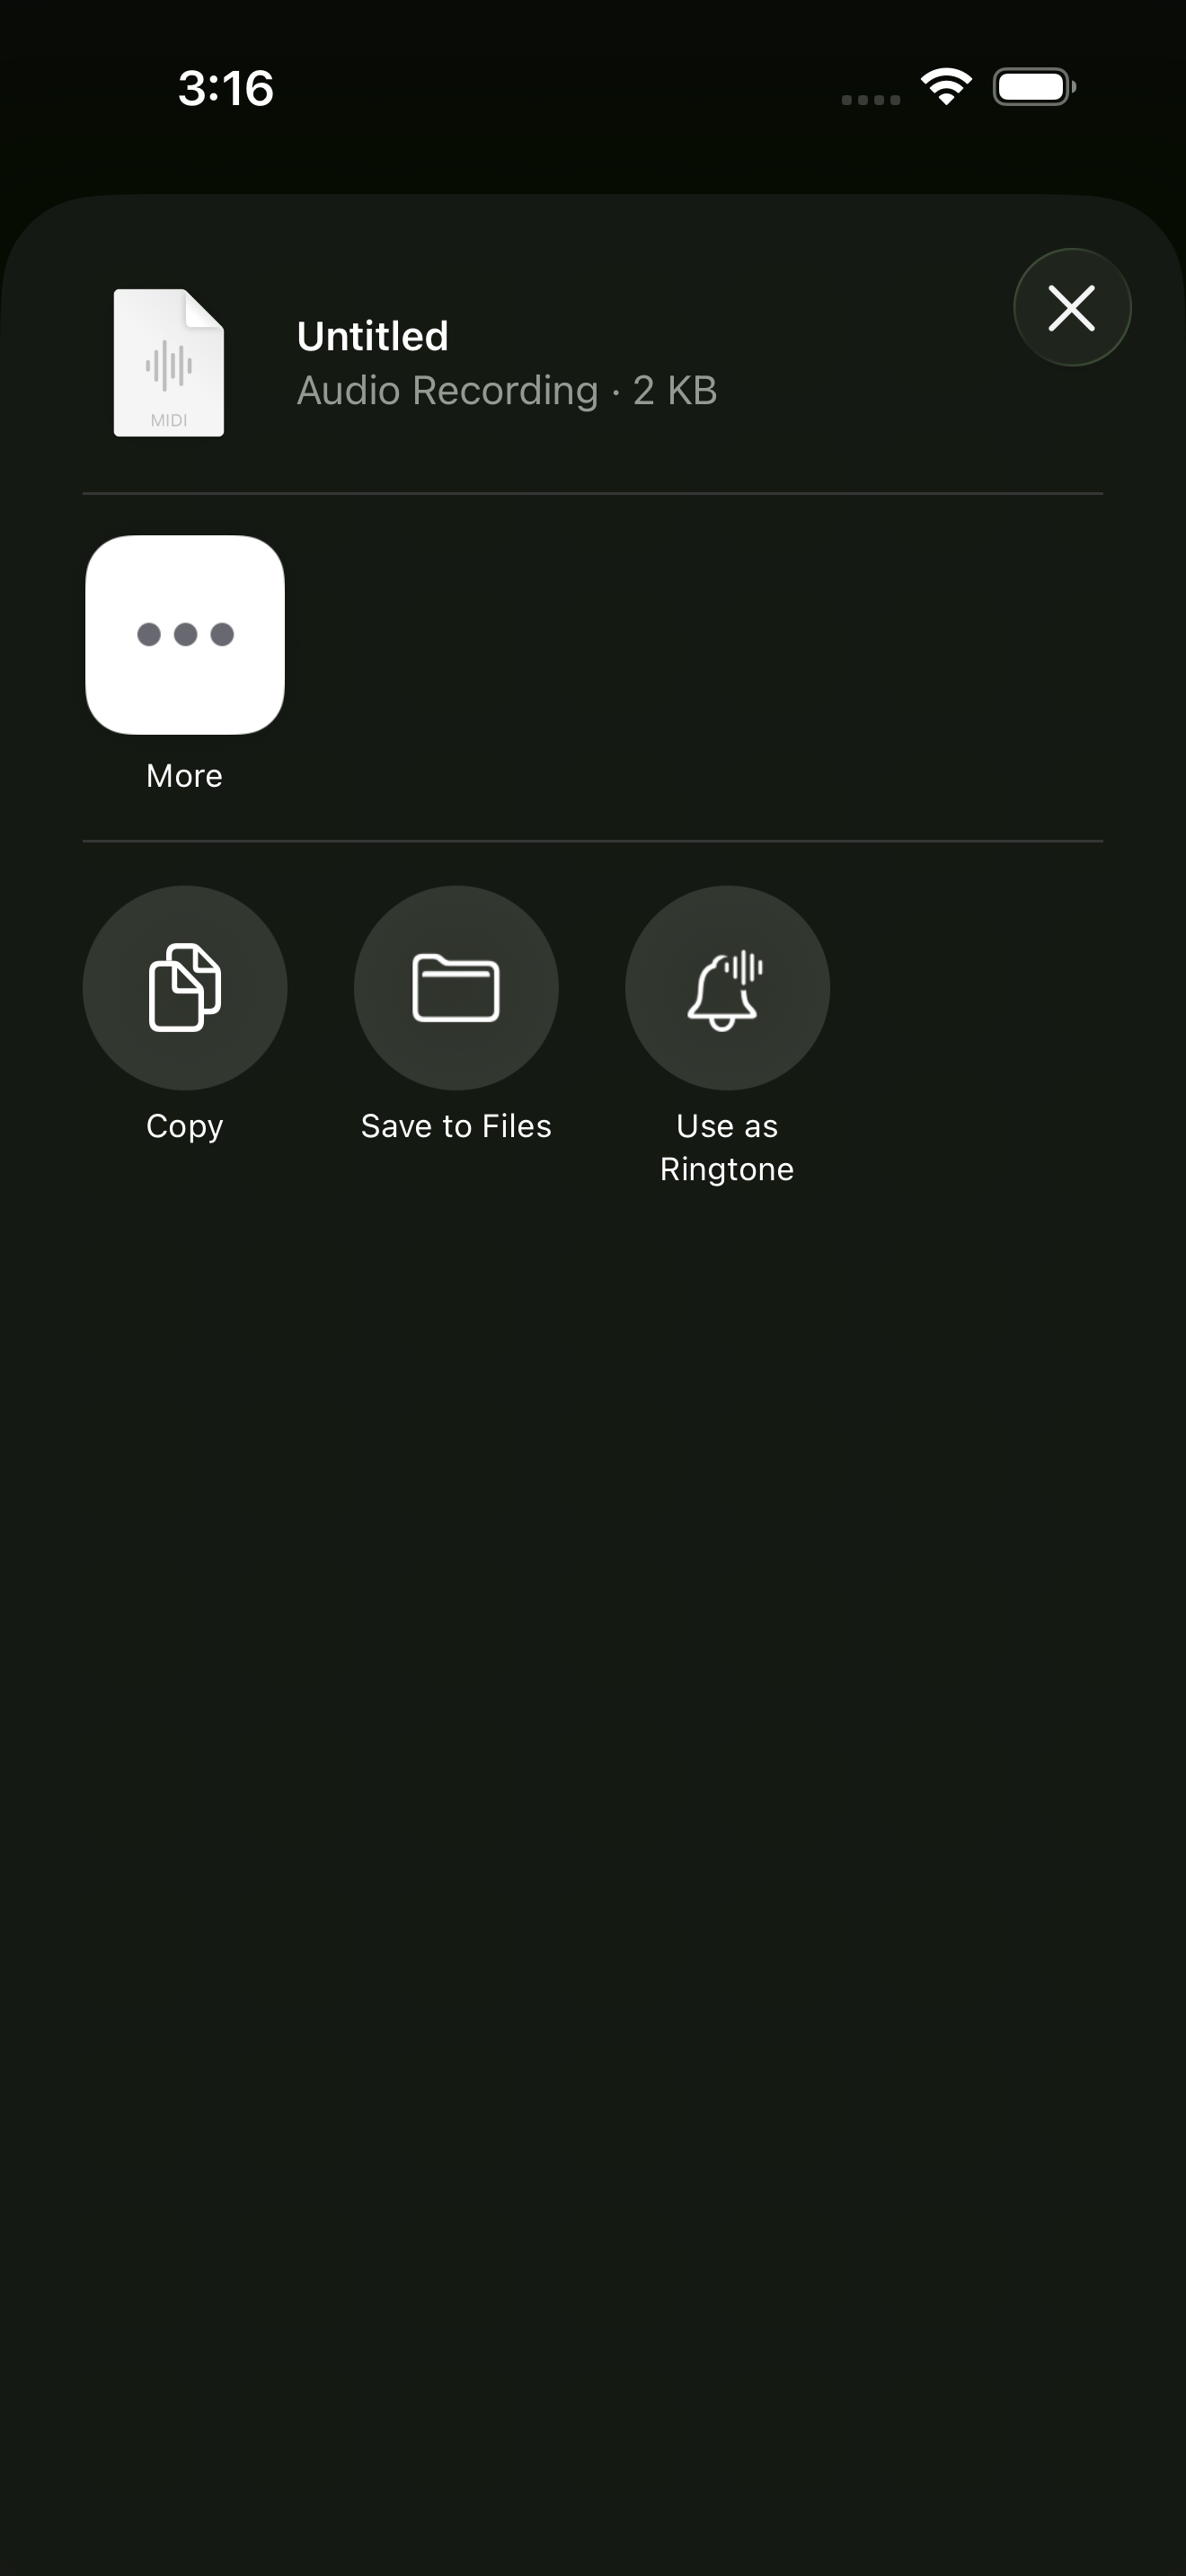 3:16
Untitled
Audio Recording · 2 KB
MIDI
More
Copy
Save to Files
Use as
Ringtone